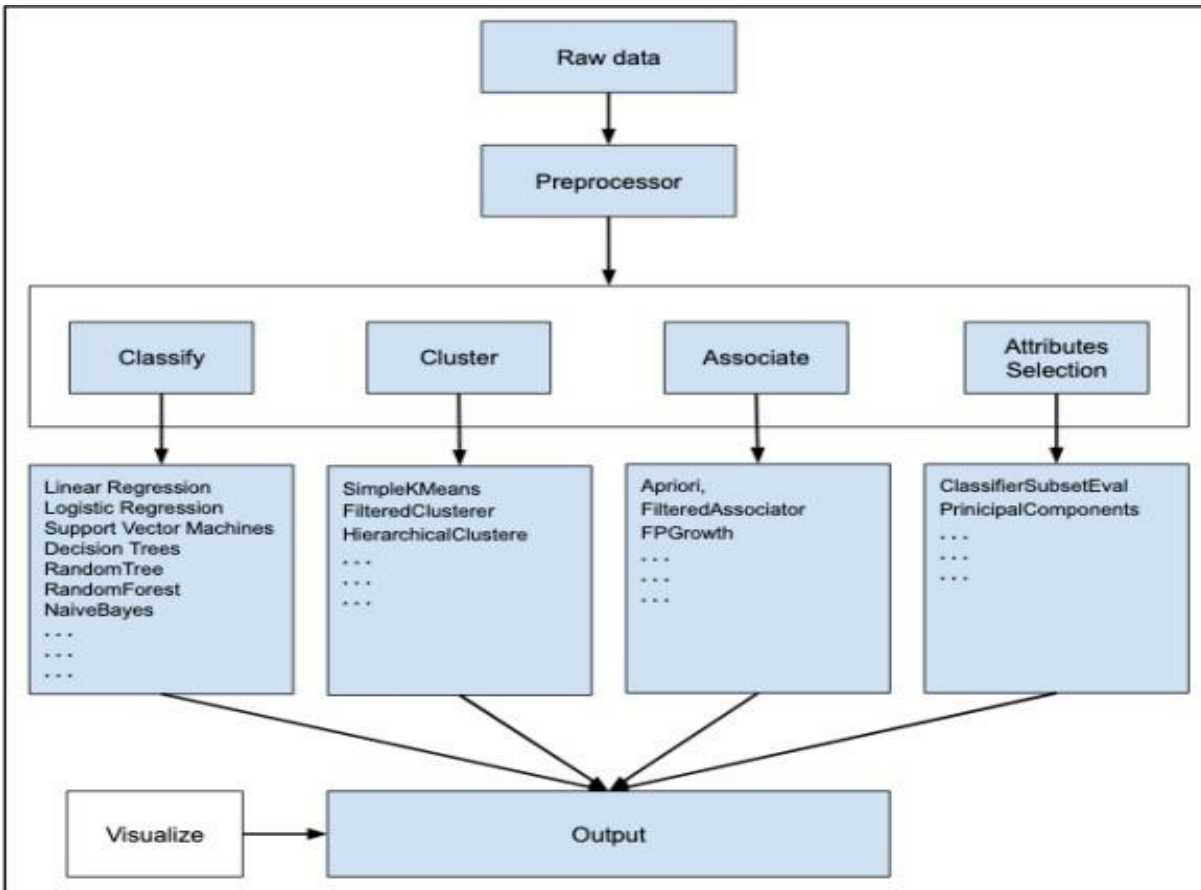 Raw data
Preprocessor
Classify
Cluster
Associate
Attributes
Selection
Linear Regression
Logistic Regression
Support Vector Machines
Decision Trees
RandomTree
RandomForest
NaiveBayes
. . .
. . .
. . .
SimpleKMeans
FilteredClusterer
HierarchicalClustere
. . .
. . .
. . .
Apriori,
FilteredAssociator
FPGrowth
. . .
. . .
. . .
ClassifierSubsetEval
PrinicipalComponents
. . .
. . .
. . .
Visualize
Output